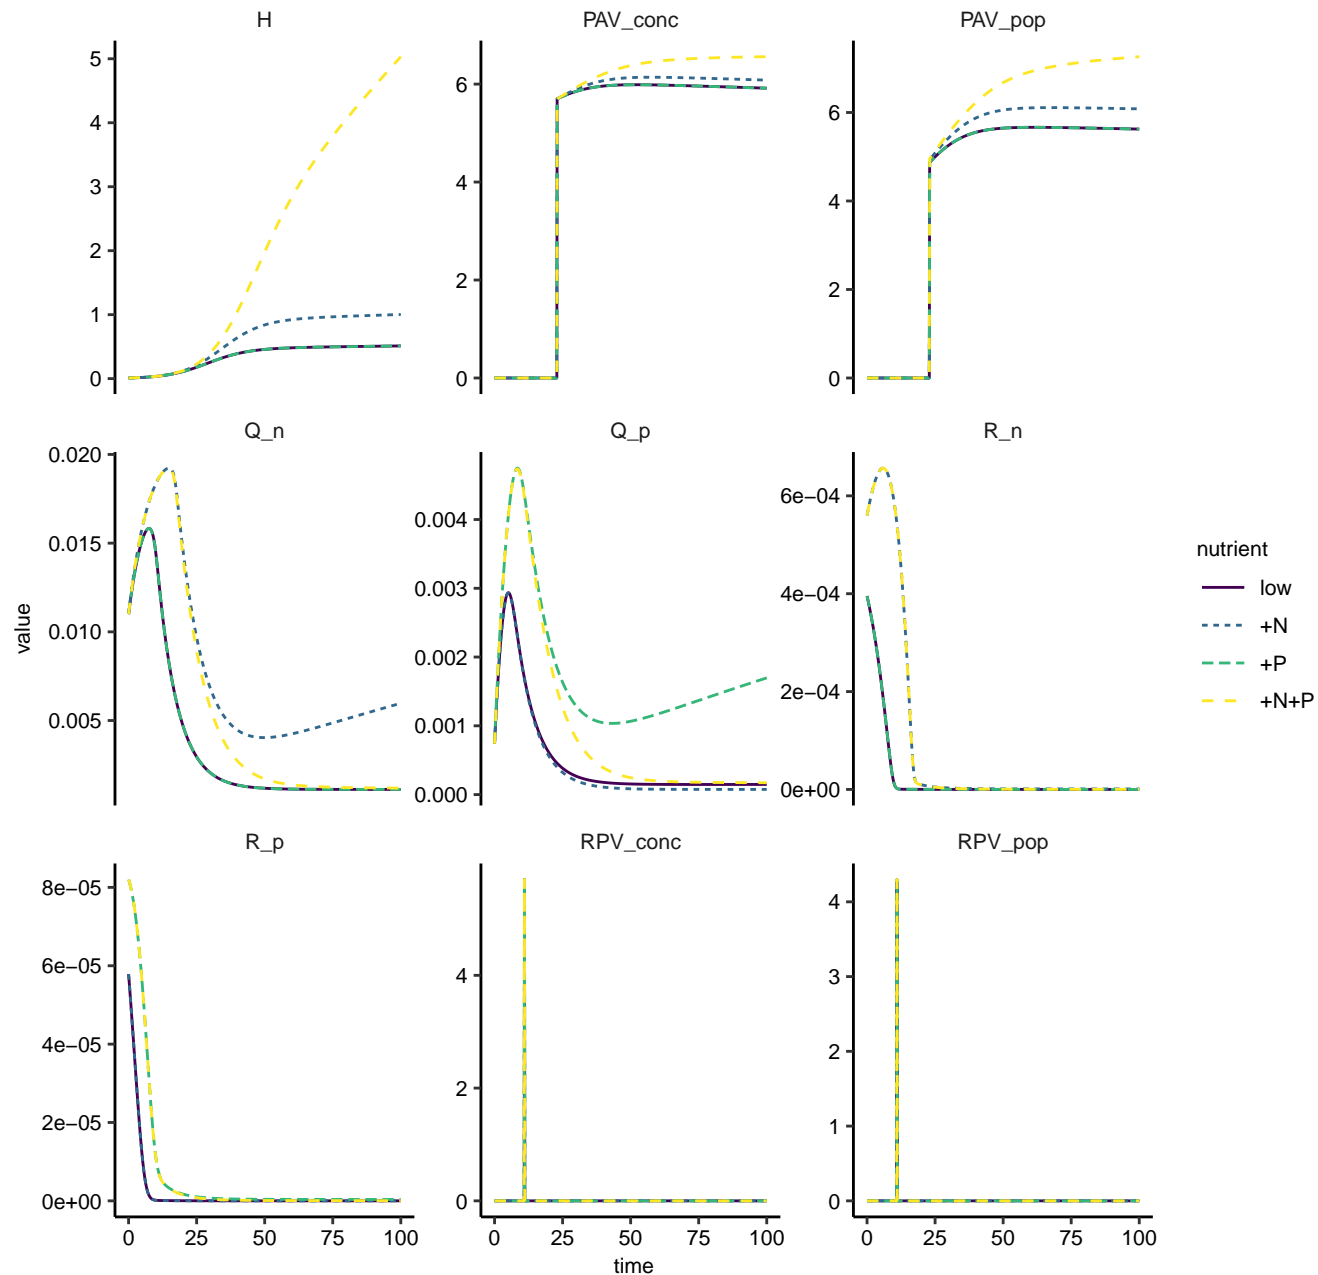 H
PAV_conc
PAV_pop
5
4
3
2
1
0
6
4
2
0
6
4
2
0
Q_n
Q_p
R_n
0.020
0.015
0.010
0.005
0.004
0.003
0.002
0.001
0.000
6e−04
4e−04
2e−04
0e+00
R_p
RPV_conc
RPV_pop
8e−05
6e−05
4e−05
2e−05
0e+00
4
2
0
4
3
2
1
0
0 25 50 75 100
0 25 50 75 100
0 25 50 75 100
time
value
nutrient
low
+N
+P
+N+P